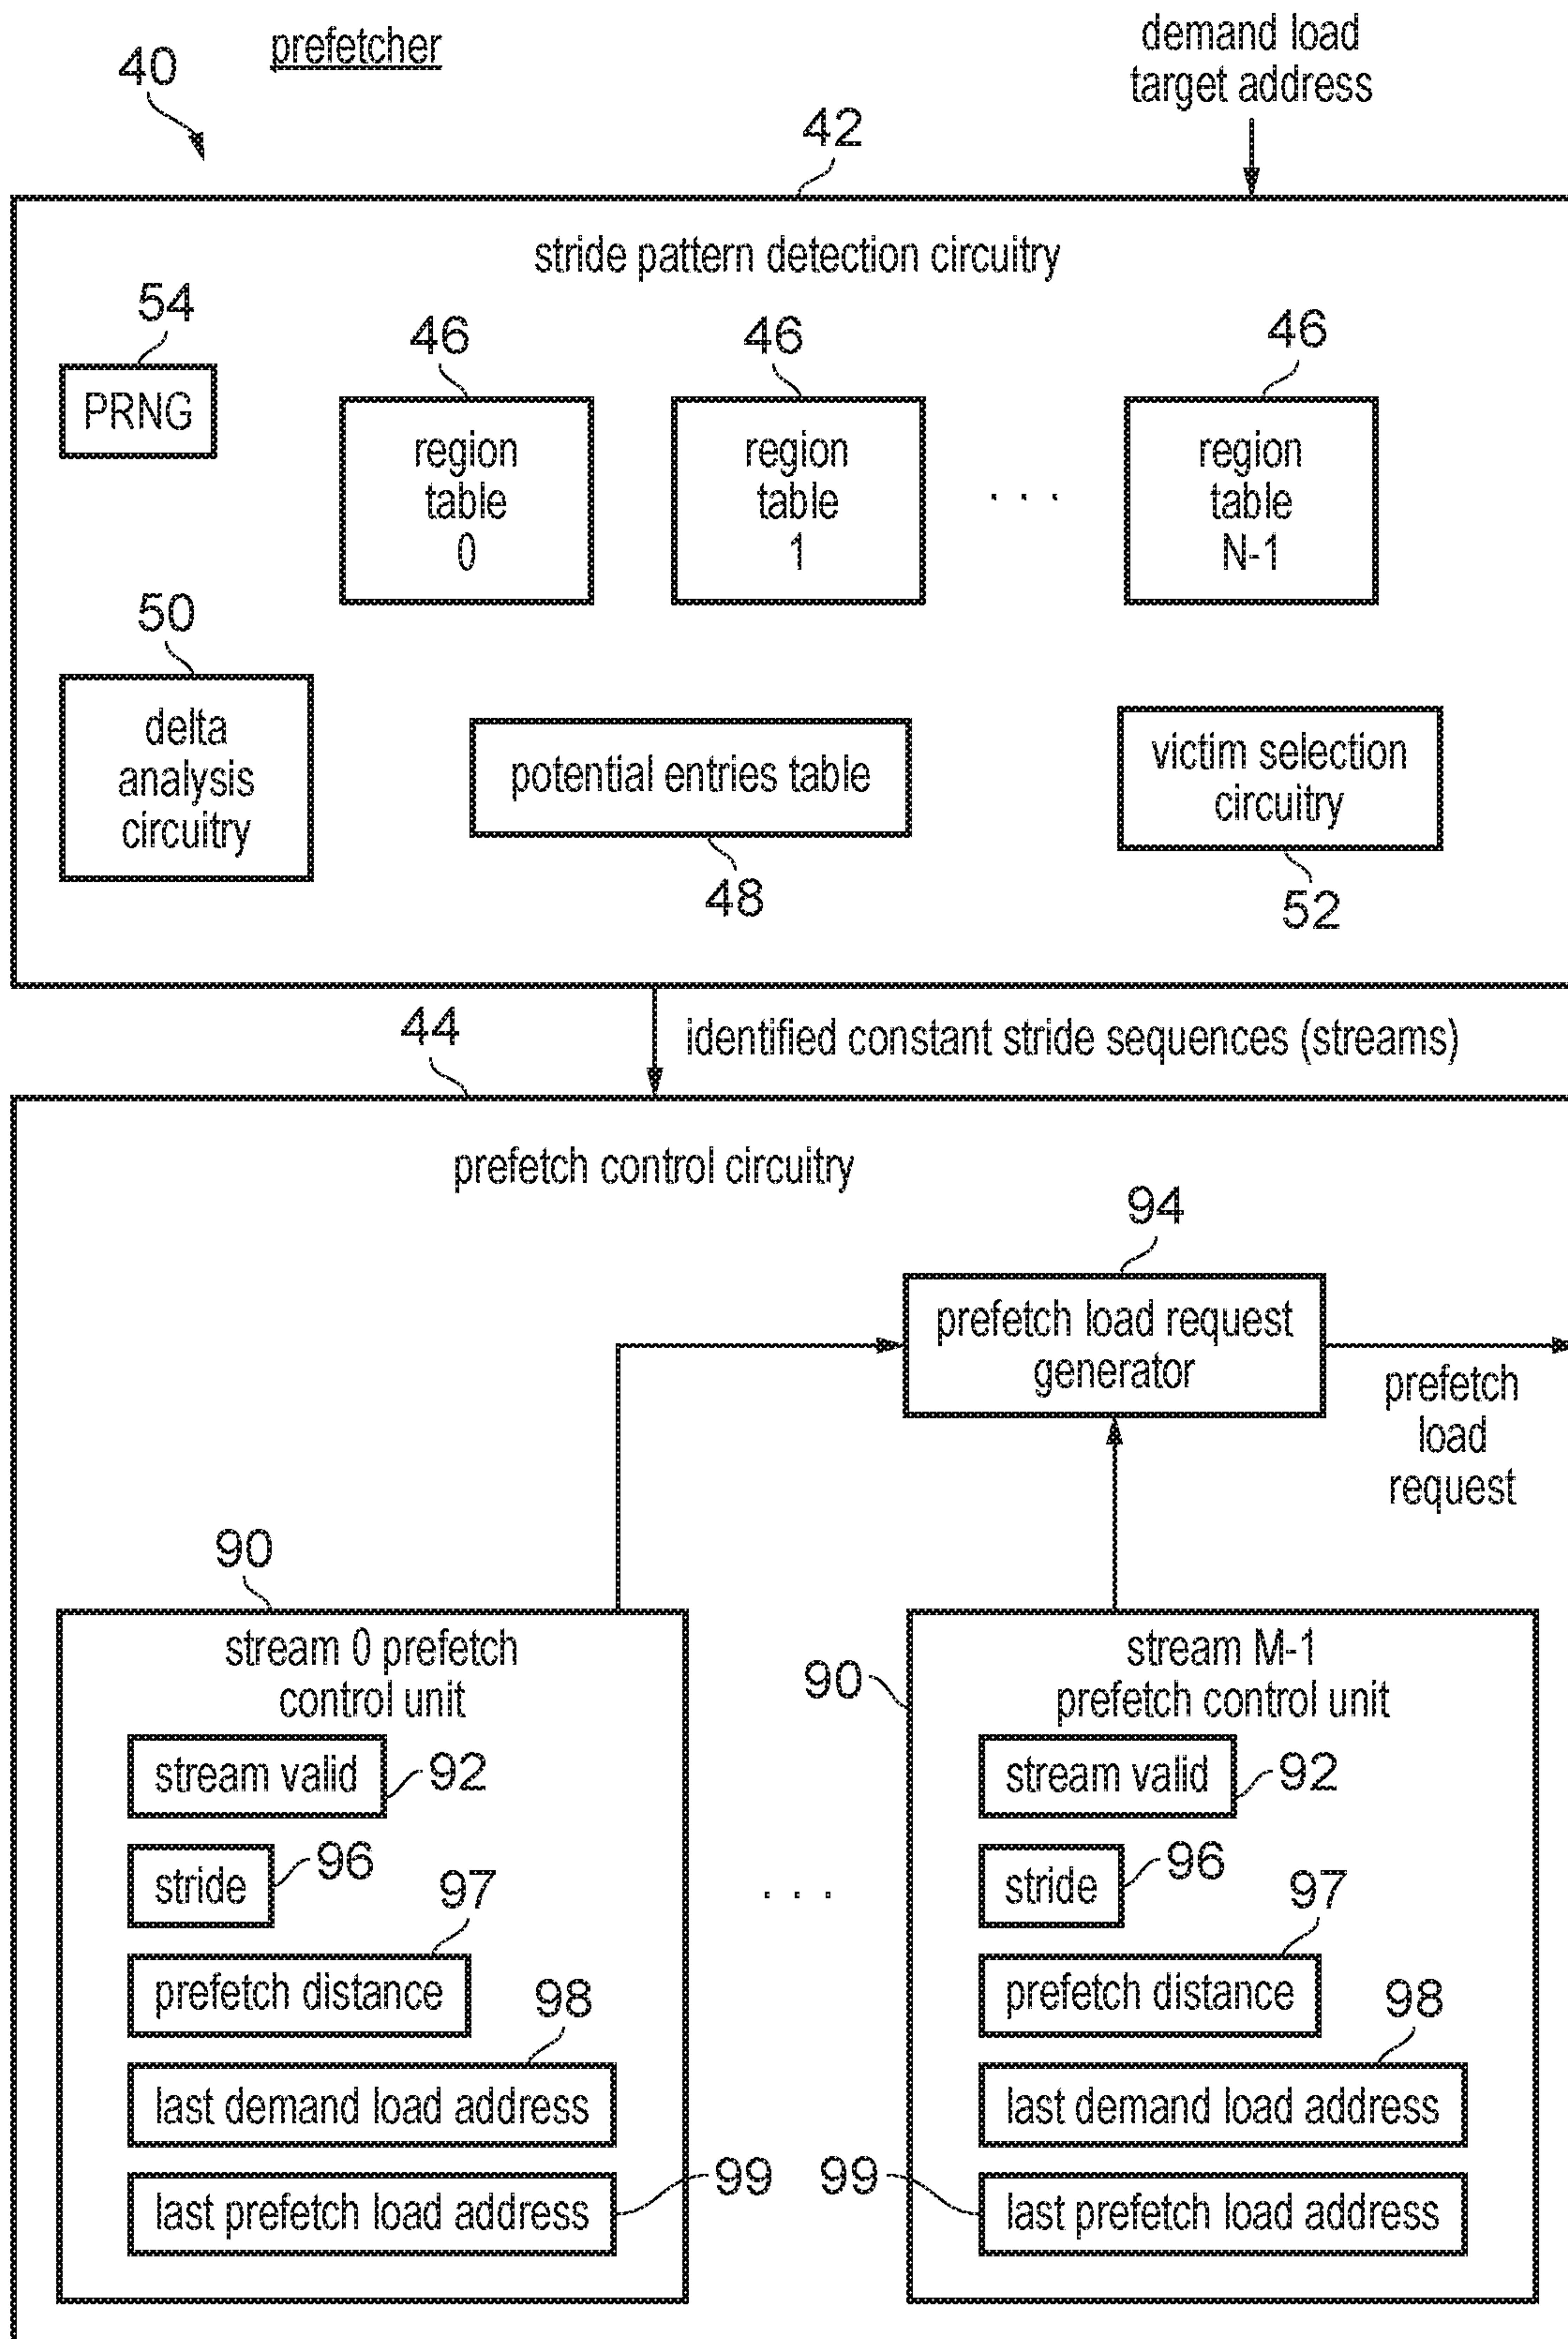 prefetcher
40
demand load
target address
42
stride pattern detection circuitry
54
PRNG
46
region
table
0
46
region
table
1
. . .
46
region
table
N-1
50
delta
analysis
circuitry
potential entries table
48
victim selection
circuitry
52
44
identified constant stride sequences (streams)
prefetch control circuitry
94
prefetch load request
generator
prefetch
load
request
90
stream 0 prefetch
control unit
stream valid
92
stride
96
97
prefetch distance
98
last demand load address
last prefetch load address
99
. . .
90
stream M-1
prefetch control unit
stream valid
92
stride
96
97
prefetch distance
98
last demand load address
99
last prefetch load address